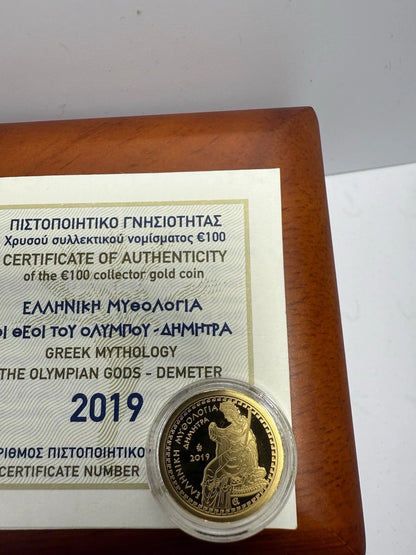 ΠΙΣΤΟΠΟΙΗΤΙΚΟ ΓΝΗΣΙΟΤΗΤΑΣ
Χρυσού συλλεκτικού νομίσματος €100
CERTIFICATE OF AUTHENTICITY
of the €100 collector gold coin
ΕΛΛΗΝΙΚΗ ΜΥΘΟΛΟΓΙΑ
ΟΙ ΘΕΟΙ ΤΟΥ ΟΛΥΜΠΟΥ - ΔΗΜΗΤΡΑ
GREEK MYTHOLOGY
THE OLYMPIAN GODS - DEMETER
2019
ΡΙΘΜΟΣ ΠΙΣΤΟΠΟΙΗΤΙΚΟ
CERTIFICATE NUMBER
ΕΛΛΗΝΙΚΗ ΜΥΘΟΛΟΓΙΑ
ΔΗΜΗΤΡΑ
2019